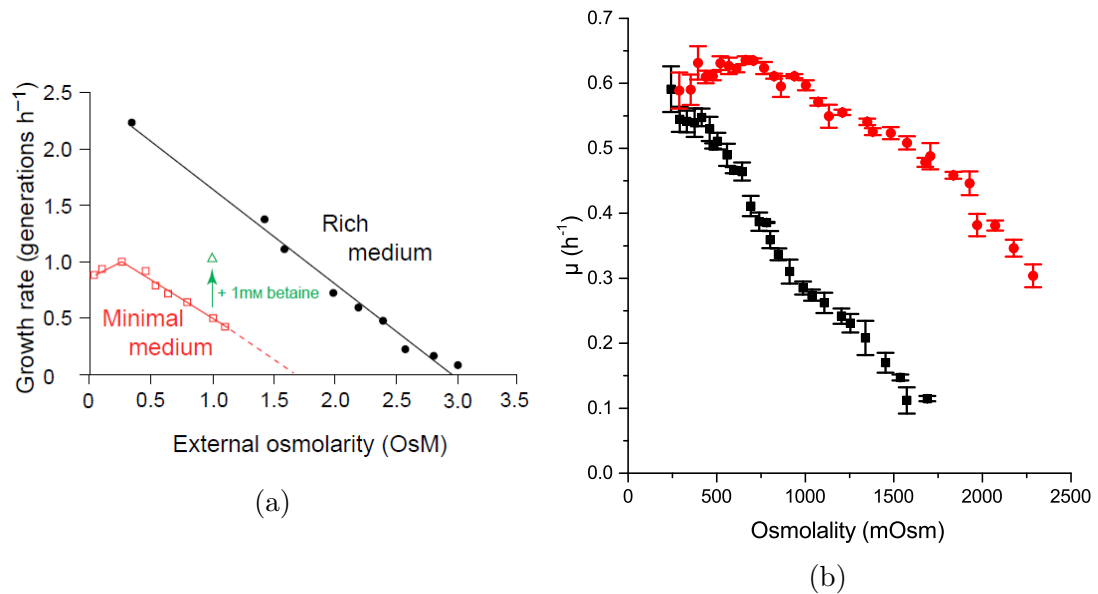 Growth rate (generations h⁻¹)
2.5
2.0
1.5
1.0
0.5
0
Rich
medium
+ 1mM betaine
Minimal
medium
0
0.5
1.0
1.5
2.0
2.5
3.0
3.5
External osmolarity (OsM)
(a)
μ (h⁻¹)
0.7
0.6
0.5
0.4
0.3
0.2
0.1
0.0
0
500
1000
1500
2000
2500
Osmolality (mOsm)
(b)